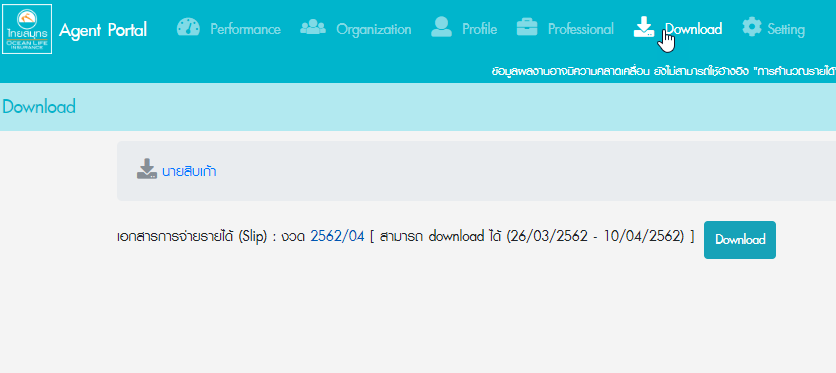 ไทยสมุทร
OCEAN LIFE
INSURANCE
Agent Portal
Performance
Organization
Profile
Professional
Download
Setting
ข้อมูลผลงานอาจมีความคลาดเคลื่อน ยังไม่สามารถใช้อ้างอิง "การคำนวณรายได้"
Download
นายสิบเก้า
เอกสารการจ่ายรายได้ (Slip) : งวด 2562/04 [ สามารถ download ได้ (26/03/2562 - 10/04/2562) ] Download